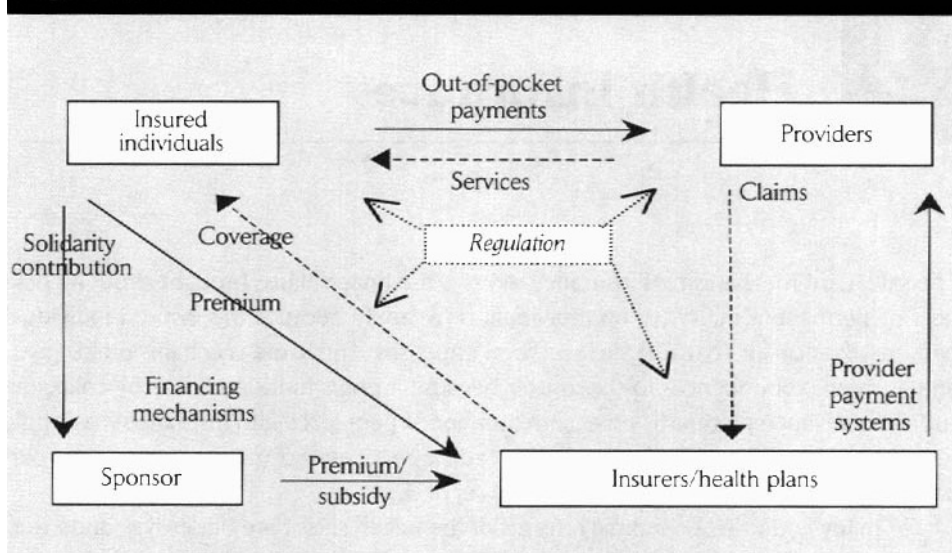 Out-of-pocket
payments
Insured
individuals
Providers
Services
Claims
Coverage
Regulation
Solidarity
contribution
Premium
Financing
mechanisms
Provider
payment
systems
Sponsor
Premium/
subsidy
Insurers/health plans